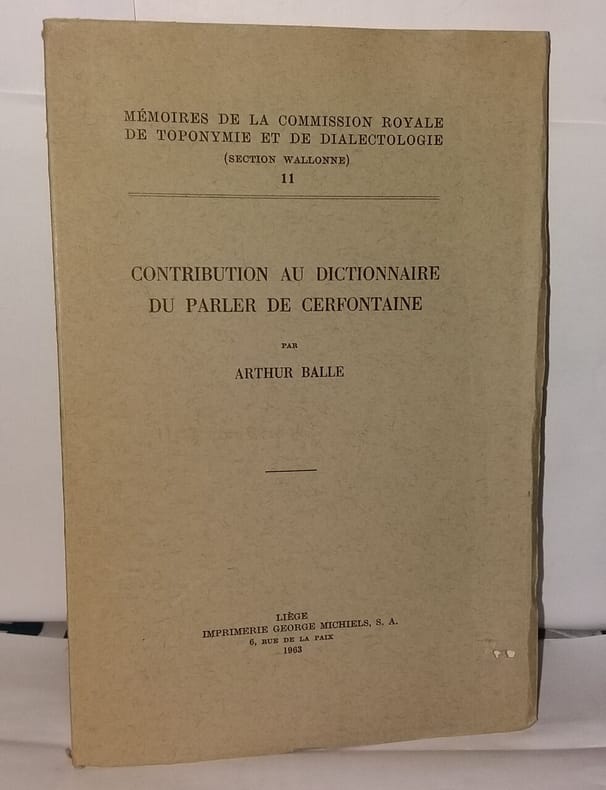 MÉMOIRES DE LA COMMISSION ROYALE
DE TOPONYMIE ET DE DIALECTOLOGIE
(SECTION WALLONNE)
11
CONTRIBUTION AU DICTIONNAIRE
DU PARLER DE CERFONTAINE
PAR
ARTHUR BALLE
LIÈGE
IMPRIMERIE GEORGE MICHIELS, S. A.
6, RUE DE LA PAIX
1963